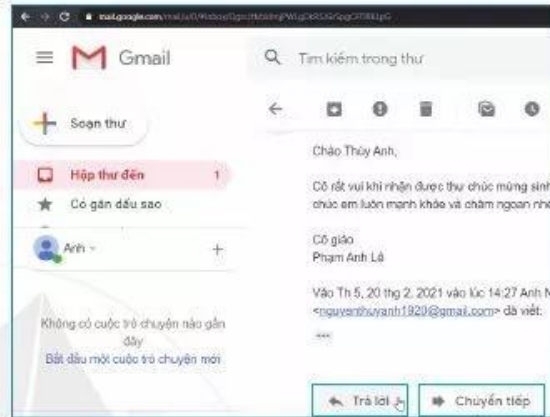 Gmail
Tìm kiếm trong thư
Soạn thư
Hộp thư đến 1
Có gắn dấu sao
Anh
Chào Thùy Anh,
Cô rất vui khi nhận được thư chúc mừng sinh
chúc em luôn mạnh khỏe và chăm ngoan nhé
Cô giáo
Phạm Anh Lê
Vào Th 5, 20 thg 2, 2021 vào lúc 14:27 Anh N
<nguyenthuyanh1920@gmail.com> đã viết:
Không có cuộc trò chuyện nào gần
đây
Bắt đầu một cuộc trò chuyện mới
Trả lời
Chuyển tiếp